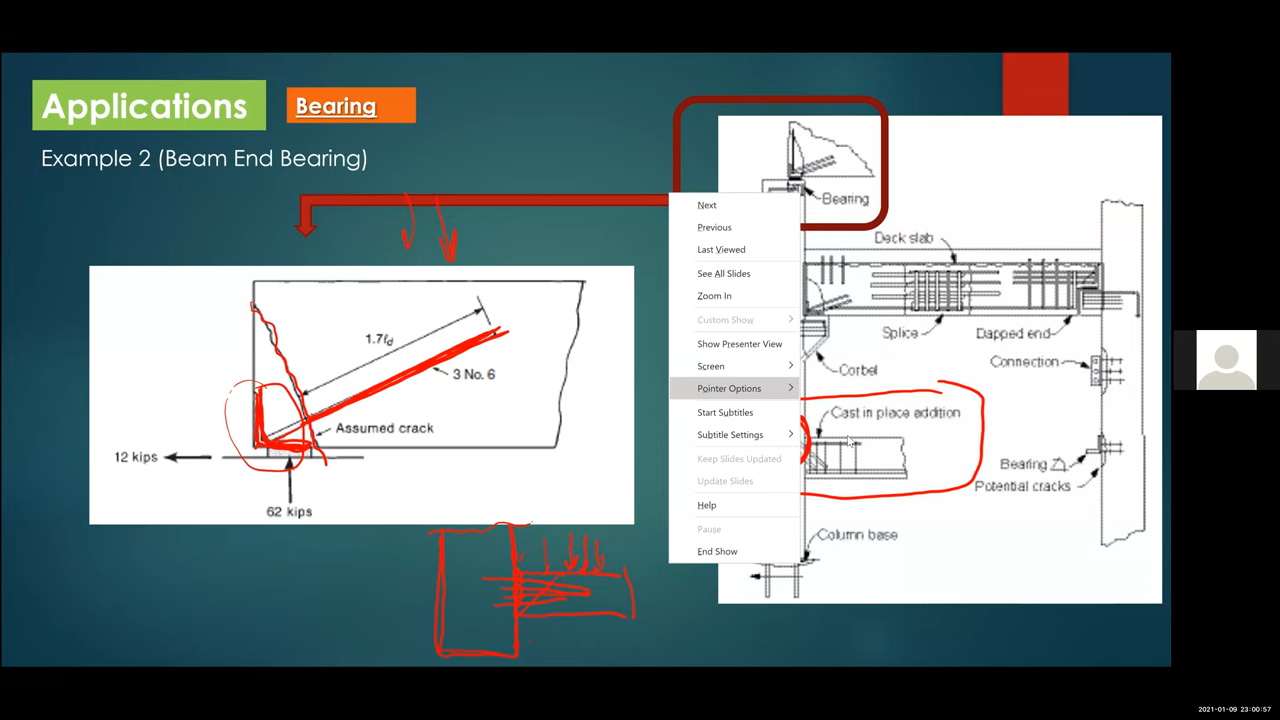 Applications
Bearing
Example 2 (Beam End Bearing)
1.7ℓd
3 No. 6
Assumed crack
12 kips
62 kips
Next
Previous
Last Viewed
See All Slides
Zoom In
Custom Show
Show Presenter View
Screen
Pointer Options
Start Subtitles
Subtitle Settings
Keep Slides Updated
Update Slides
Help
Pause
End Show
Bearing
Deck slab
Splice
Dapped end
Corbel
Connection
Cast in place addition
Bearing
Potential cracks
Column base
2021-01-09 23:00:57